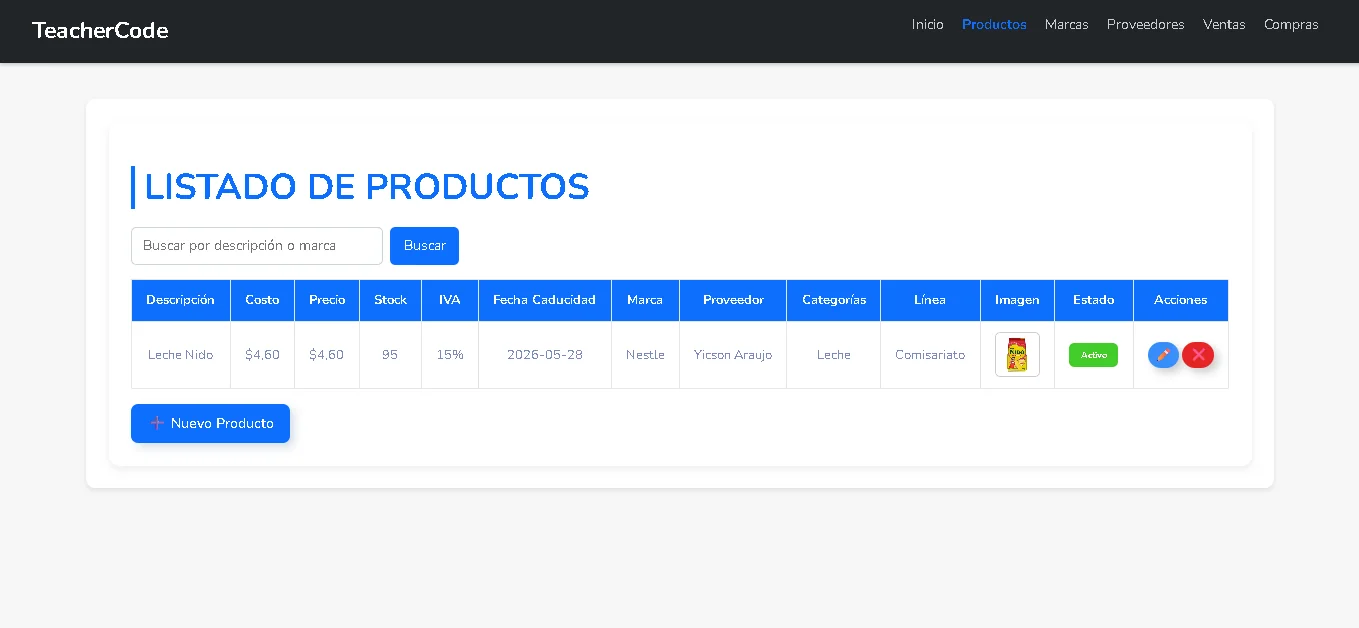 TeacherCode
Inicio Productos Marcas Proveedores Ventas Compras
LISTADO DE PRODUCTOS
Buscar por descripción o marca Buscar
Descripción Costo Precio Stock IVA Fecha Caducidad Marca Proveedor Categorías Línea Imagen Estado Acciones
Leche Nido $4,60 $4,60 95 15% 2026-05-28 Nestle Yicson Araujo Leche Comisariato Activo
Nuevo Producto